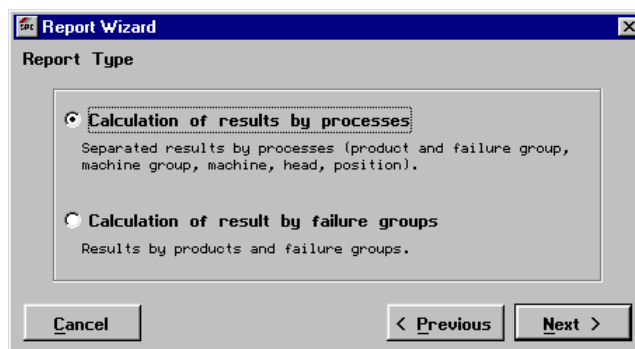 SPC Report Wizard
Report Type
Calculation of results by processes
Separated results by processes (product and failure group,
machine group, machine, head, position).
Calculation of result by failure groups
Results by products and failure groups.
Cancel
< Previous
Next >